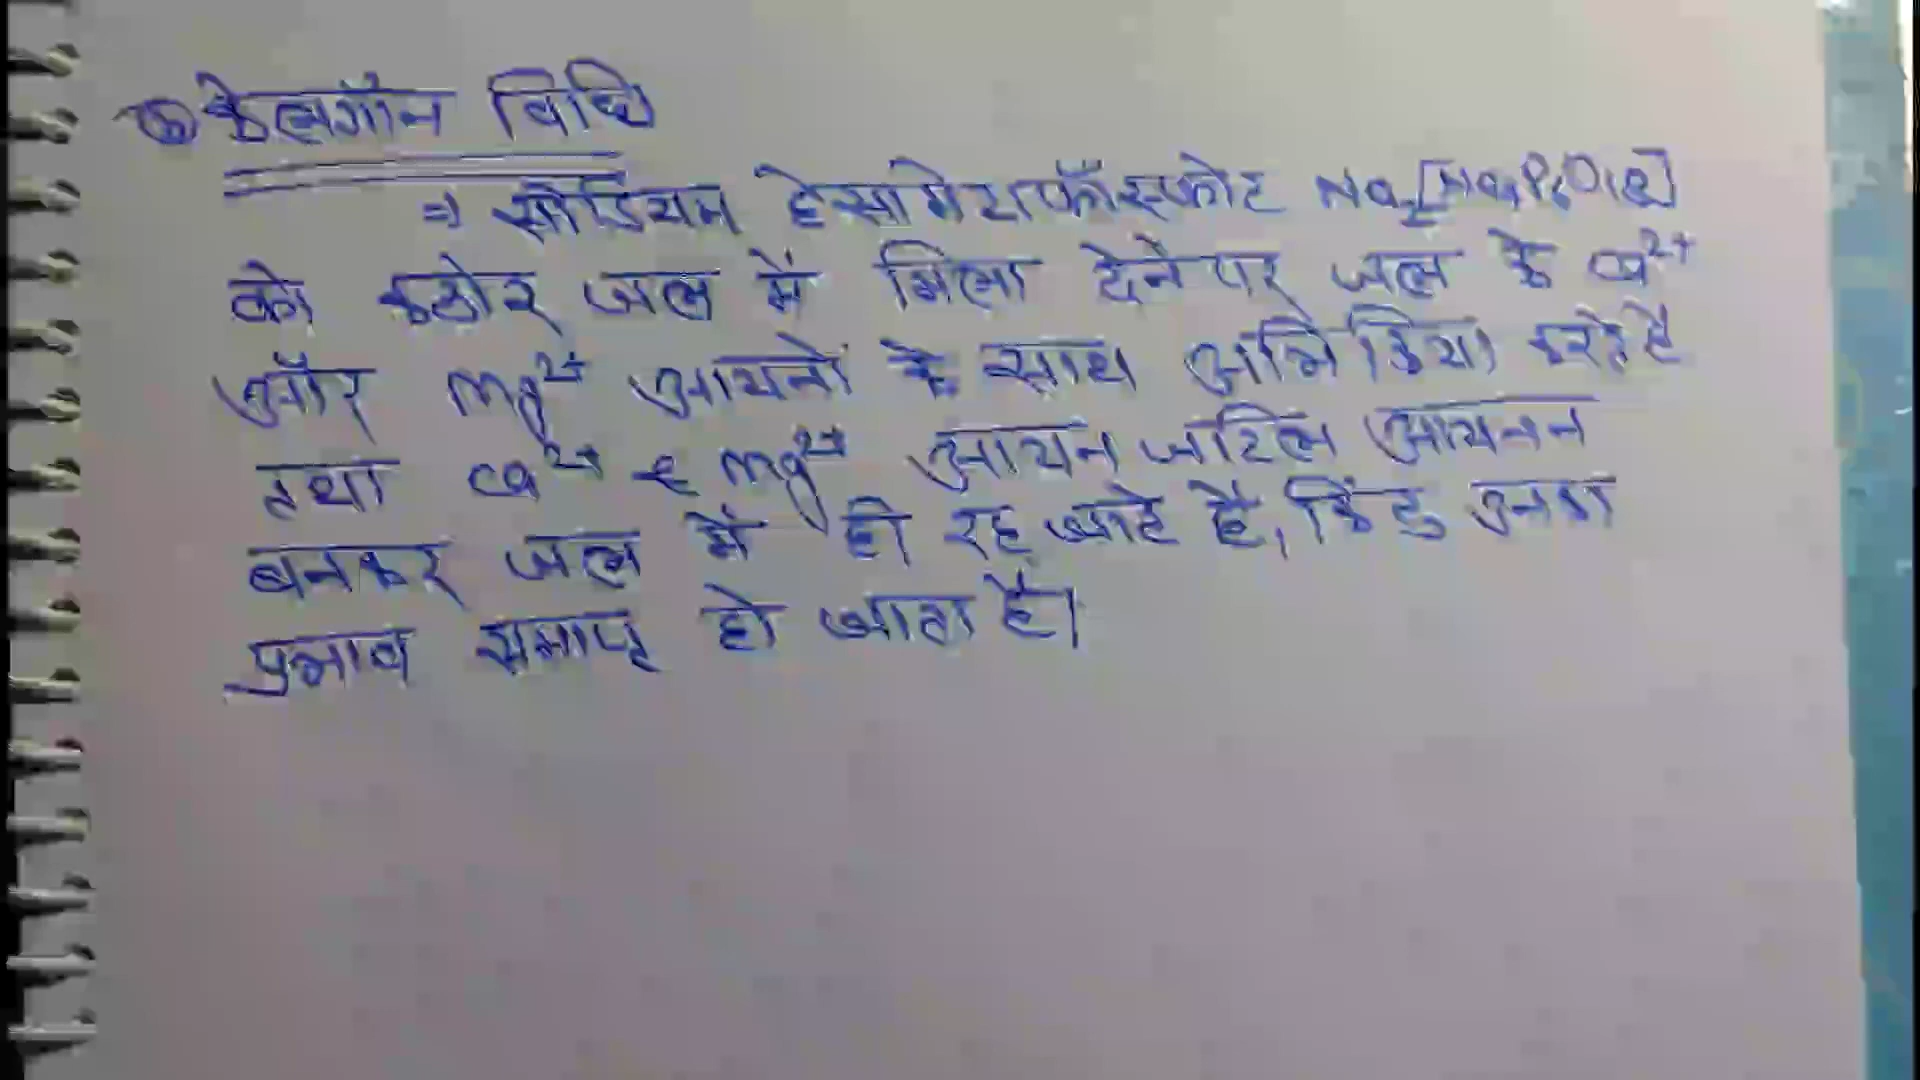 केलगॉन विधि
⇒ सोडियम हेसामेटाफॉस्फोट Na2[Na4P6O18]
को कठोर जल में मिला देने पर जल के Ca2+
और Mg2+ आयनों के साथ अभिक्रिया करते है
तथा Ca2+ व Mg2+ आयन जटिल आयनन
बनकर जल में ही रह जाते है, किंतु उनका
प्रभाव समाप्त हो जाता है।